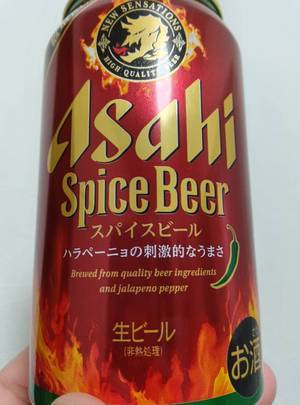 NEW SENSATIONS
HIGH QUALITY BEER
Asahi
Spice Beer
スパイスビール
ハラペーニョの刺激的なうまさ
Brewed from quality beer ingredients
and jalapeno pepper
生ビール
(非熱処理)
お酒